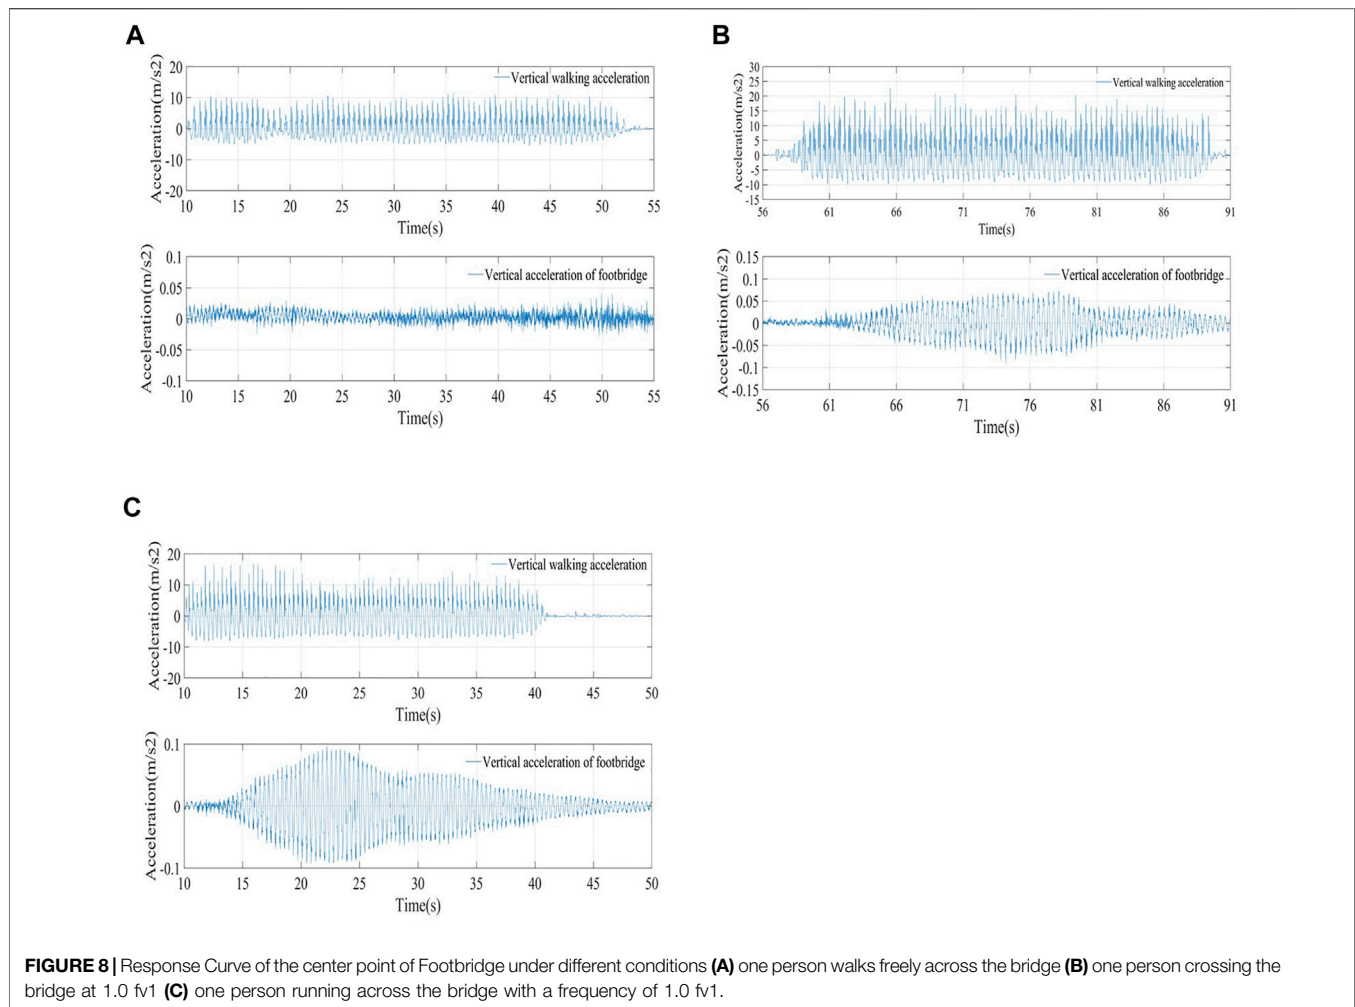 A
Acceleration(m/s2)
20
10
0
-10
-20
Vertical walking acceleration
10 15 20 25 30 35 40 45 50 55
Time(s)
Acceleration(m/s2)
0.1
0.05
0
-0.05
-0.1
Vertical acceleration of footbridge
10 15 20 25 30 35 40 45 50 55
Time(s)
B
Acceleration(m/s2)
30
25
20
15
10
5
0
-5
-10
-15
Vertical walking acceleration
56 61 66 71 76 81 86 91
Time(s)
Acceleration(m/s2)
0.15
0.1
0.05
0
-0.05
-0.1
-0.15
Vertical acceleration of footbridge
56 61 66 71 76 81 86 91
Time(s)
C
Acceleration(m/s2)
20
10
0
-10
-20
Vertical walking acceleration
10 15 20 25 30 35 40 45 50
Time(s)
Acceleration(m/s2)
0.1
0
-0.1
Vertical acceleration of footbridge
10 15 20 25 30 35 40 45 50
Time(s)
FIGURE 8 | Response Curve of the center point of Footbridge under different conditions (A) one person walks freely across the bridge (B) one person crossing the
bridge at 1.0 fv1 (C) one person running across the bridge with a frequency of 1.0 fv1.